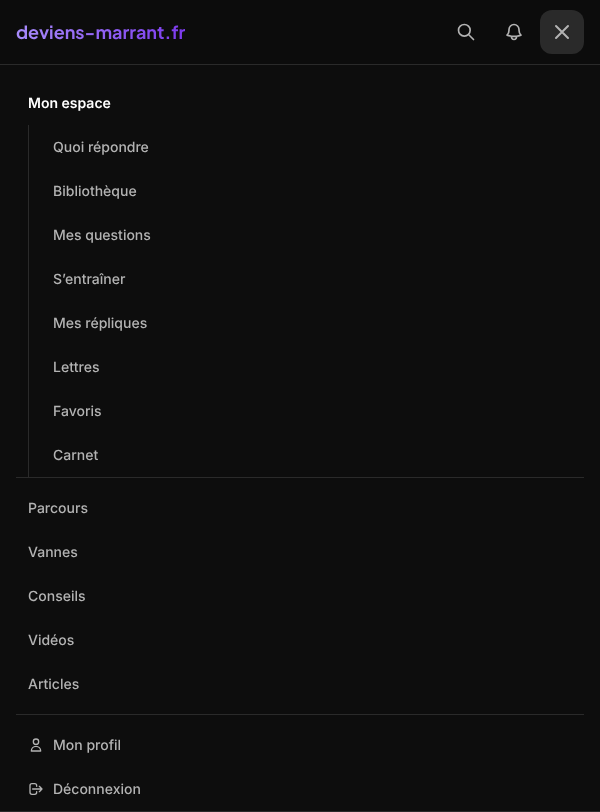 deviens-marrant.fr
Mon espace
Quoi répondre
Bibliothèque
Mes questions
S’entraîner
Mes répliques
Lettres
Favoris
Carnet
Parcours
Vannes
Conseils
Vidéos
Articles
Mon profil
Déconnexion